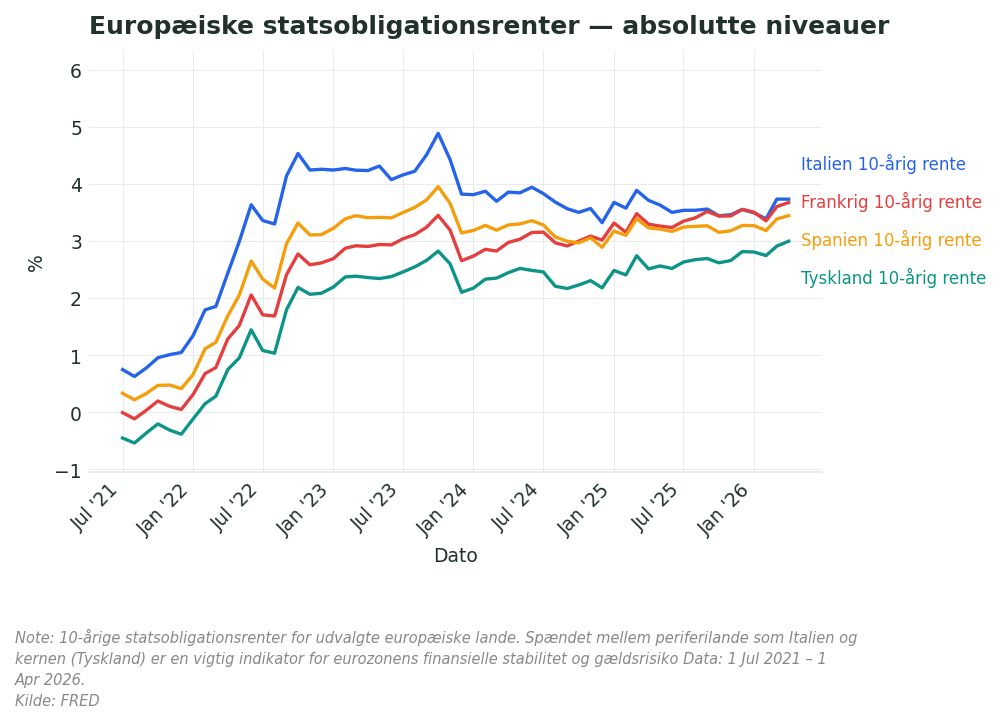 Europæiske statsobligationsrenter — absolutte niveauer
6
5
4
3
2
1
0
−1
%
Italien 10-årig rente
Frankrig 10-årig rente
Spanien 10-årig rente
Tyskland 10-årig rente
Jul '21
Jan '22
Jul '22
Jan '23
Jul '23
Jan '24
Jul '24
Jan '25
Jul '25
Jan '26
Dato
Note: 10-årige statsobligationsrenter for udvalgte europæiske lande. Spændet mellem periferilande som Italien og
kernen (Tyskland) er en vigtig indikator for eurozonens finansielle stabilitet og gældsrisiko Data: 1 Jul 2021 – 1
Apr 2026.
Kilde: FRED